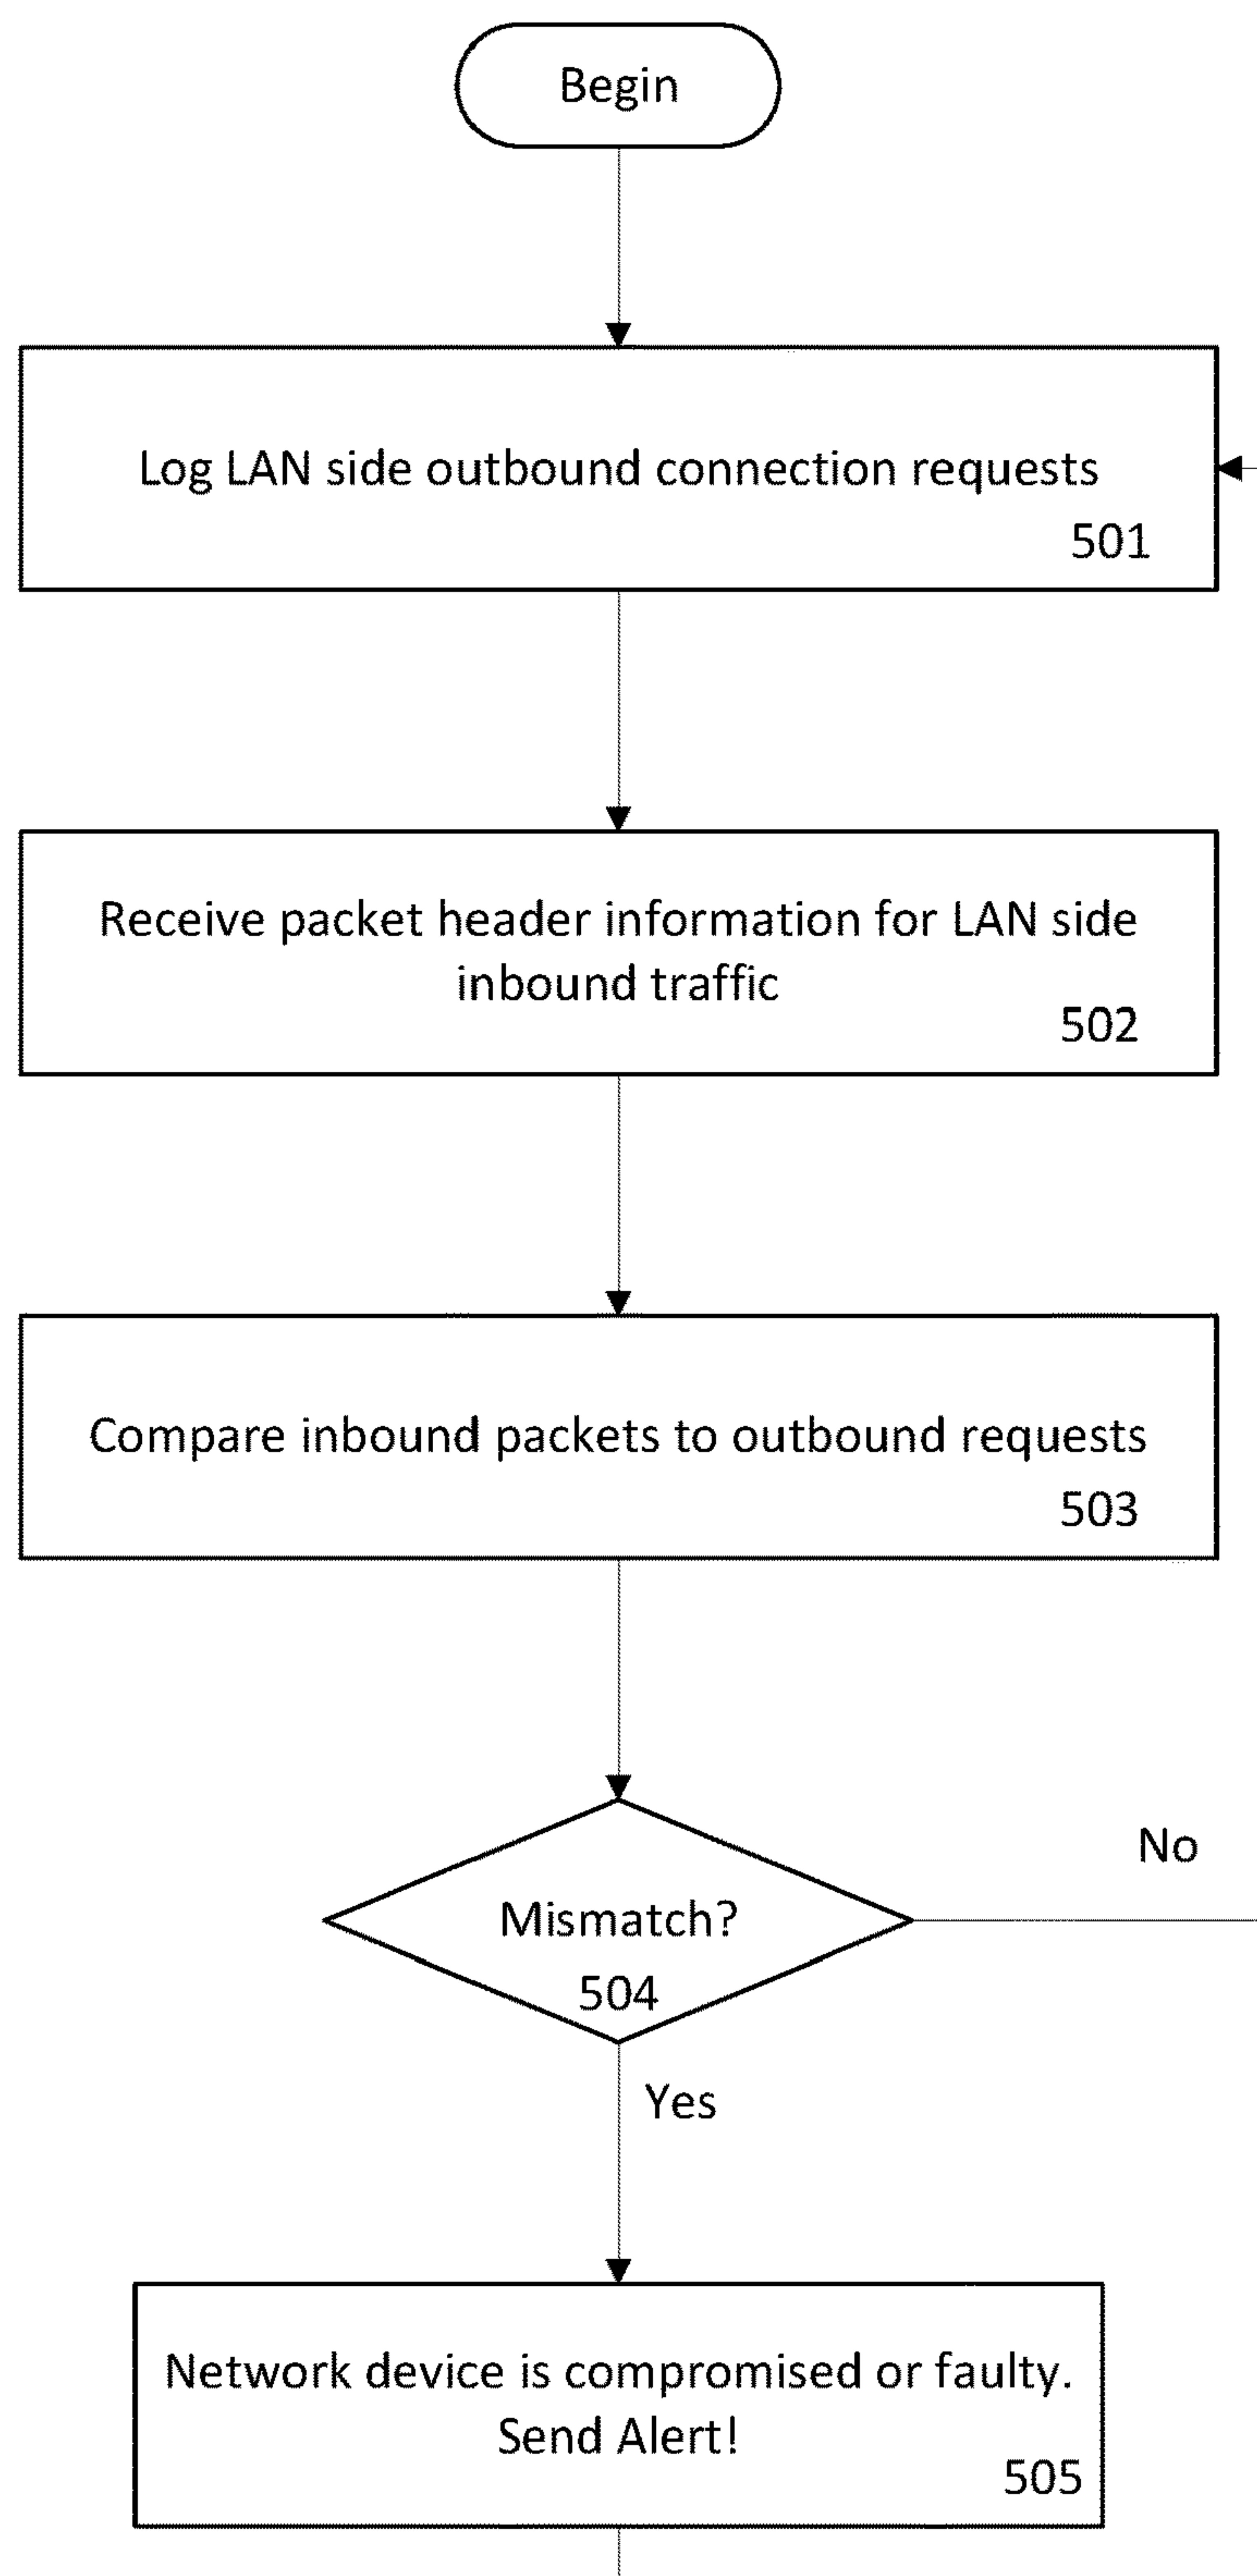 Begin
Log LAN side outbound connection requests
501
Receive packet header information for LAN side
inbound traffic
502
Compare inbound packets to outbound requests
503
Mismatch?
504
No
Yes
Network device is compromised or faulty.
Send Alert!
505